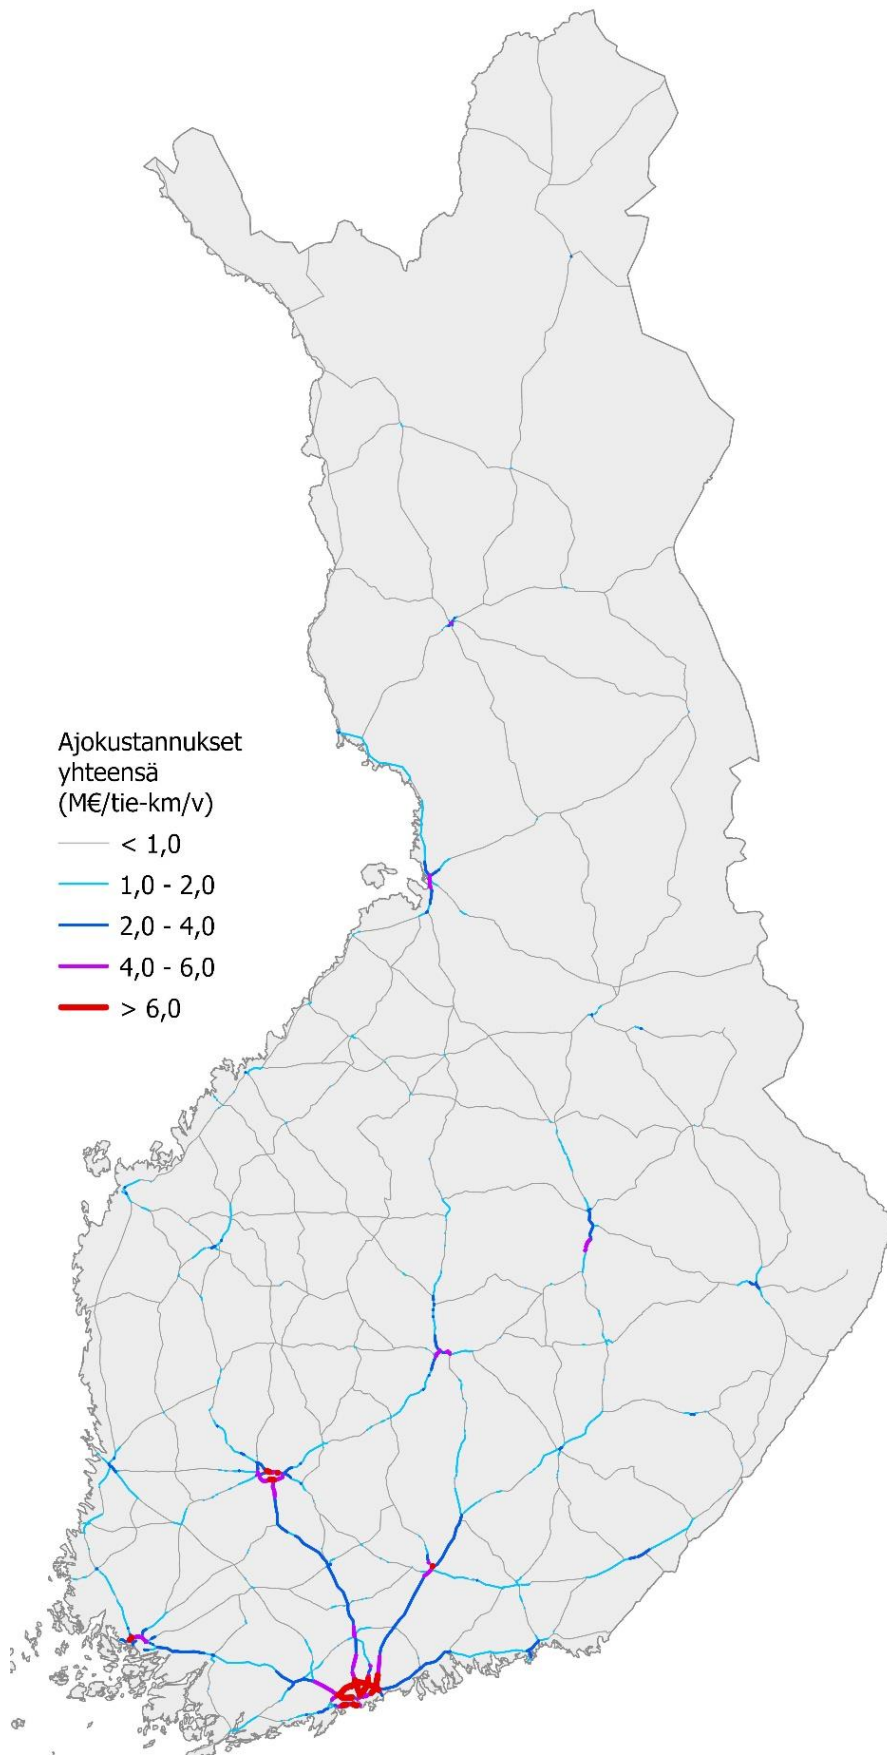 Ajokustannukset
yhteensä
(M€/tie-km/v)
< 1,0
1,0 - 2,0
2,0 - 4,0
4,0 - 6,0
> 6,0